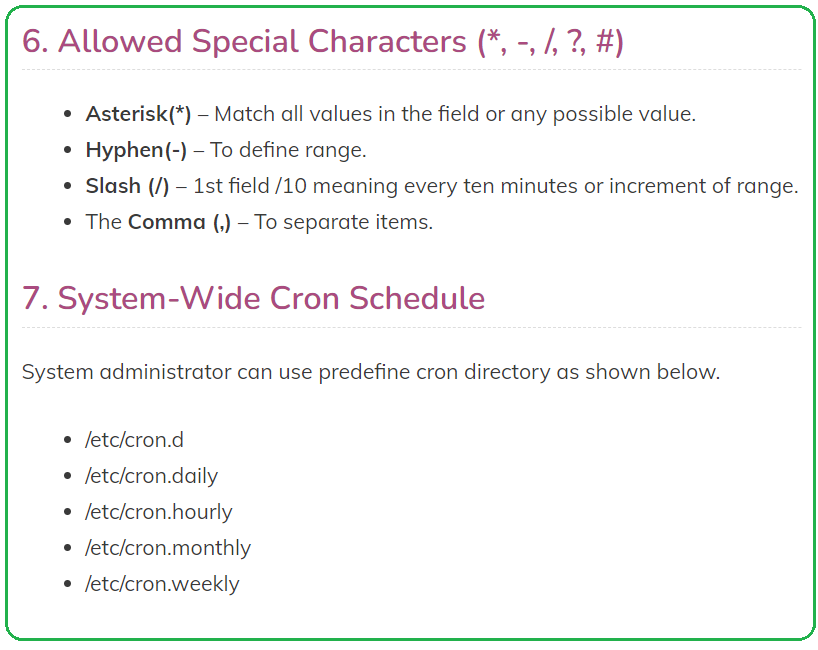 6. Allowed Special Characters (*, -, /, ?, #)
• Asterisk(*) – Match all values in the field or any possible value.
• Hyphen(-) – To define range.
• Slash (/) – 1st field /10 meaning every ten minutes or increment of range.
• The Comma (,) – To separate items.
7. System-Wide Cron Schedule
System administrator can use predefine cron directory as shown below.
• /etc/cron.d
• /etc/cron.daily
• /etc/cron.hourly
• /etc/cron.monthly
• /etc/cron.weekly